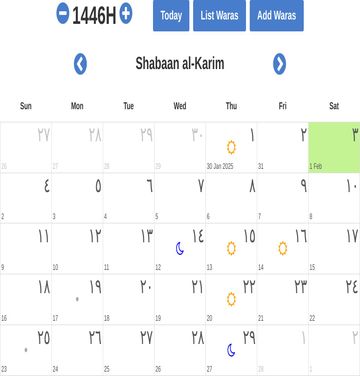 − 1446H + Today List Waras Add Waras
Shabaan al-Karim
Sun Mon Tue Wed Thu Fri Sat
٢٧ ٢٨ ٢٩ ٣٠ ١ ٢ ٣
26 27 28 29 30 Jan 2025 31 1 Feb
٤ ٥ ٦ ٧ ٨ ٩ ١٠
2 3 4 5 6 7 8
١١ ١٢ ١٣ ١٤ ١٥ ١٦ ١٧
9 10 11 12 13 14 15
١٨ ١٩ ٢٠ ٢١ ٢٢ ٢٣ ٢٤
16 17 18 19 20 21 22
٢٥ ٢٦ ٢٧ ٢٨ ٢٩ ١ ٢
23 24 25 26 27 28 1